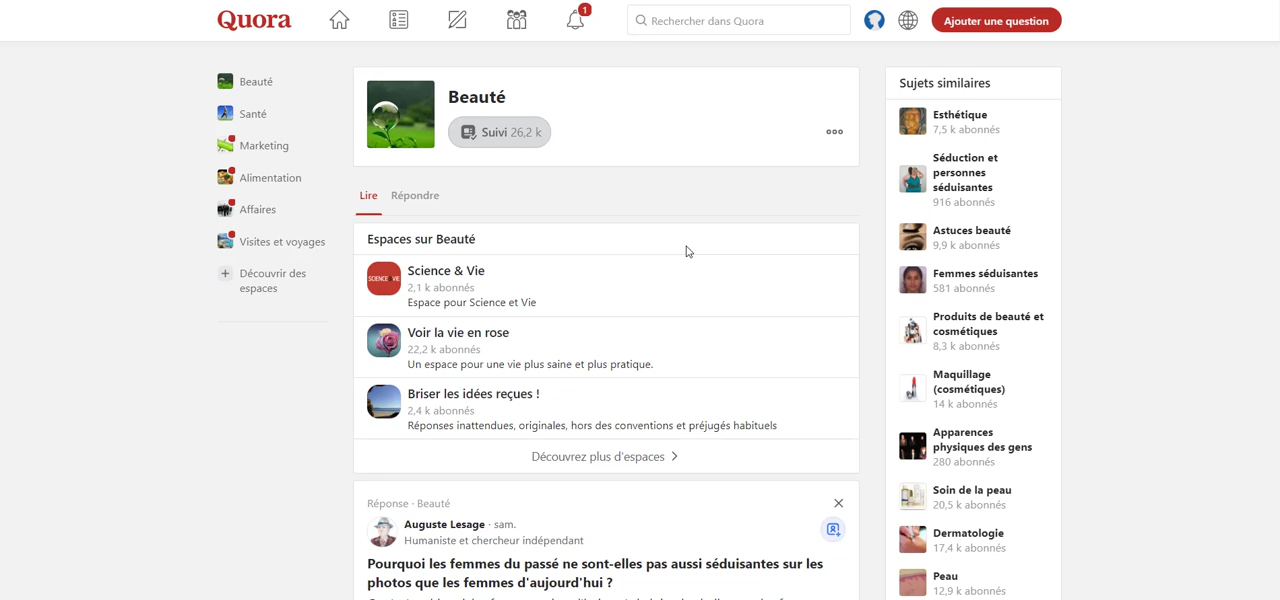 Quora
1
Rechercher dans Quora
Ajouter une question
Beauté
Santé
Marketing
Alimentation
Affaires
Visites et voyages
Découvrir des
espaces
Beauté
Suivi 26,2 k
Lire
Répondre
Espaces sur Beauté
SCIENCE & VIE
Science & Vie
2,1 k abonnés
Espace pour Science et Vie
Voir la vie en rose
22,2 k abonnés
Un espace pour une vie plus saine et plus pratique.
Briser les idées reçues !
2,4 k abonnés
Réponses inattendues, originales, hors des conventions et préjugés habituels
Découvrez plus d'espaces
Réponse · Beauté
Auguste Lesage · sam.
Humaniste et chercheur indépendant
Pourquoi les femmes du passé ne sont-elles pas aussi séduisantes sur les
photos que les femmes d'aujourd'hui ?
Sujets similaires
Esthétique
7,5 k abonnés
Séduction et
personnes
séduisantes
916 abonnés
Astuces beauté
9,9 k abonnés
Femmes séduisantes
581 abonnés
Produits de beauté et
cosmétiques
8,3 k abonnés
Maquillage
(cosmétiques)
14 k abonnés
Apparences
physiques des gens
280 abonnés
Soin de la peau
20,5 k abonnés
Dermatologie
17,4 k abonnés
Peau
12,9 k abonnés